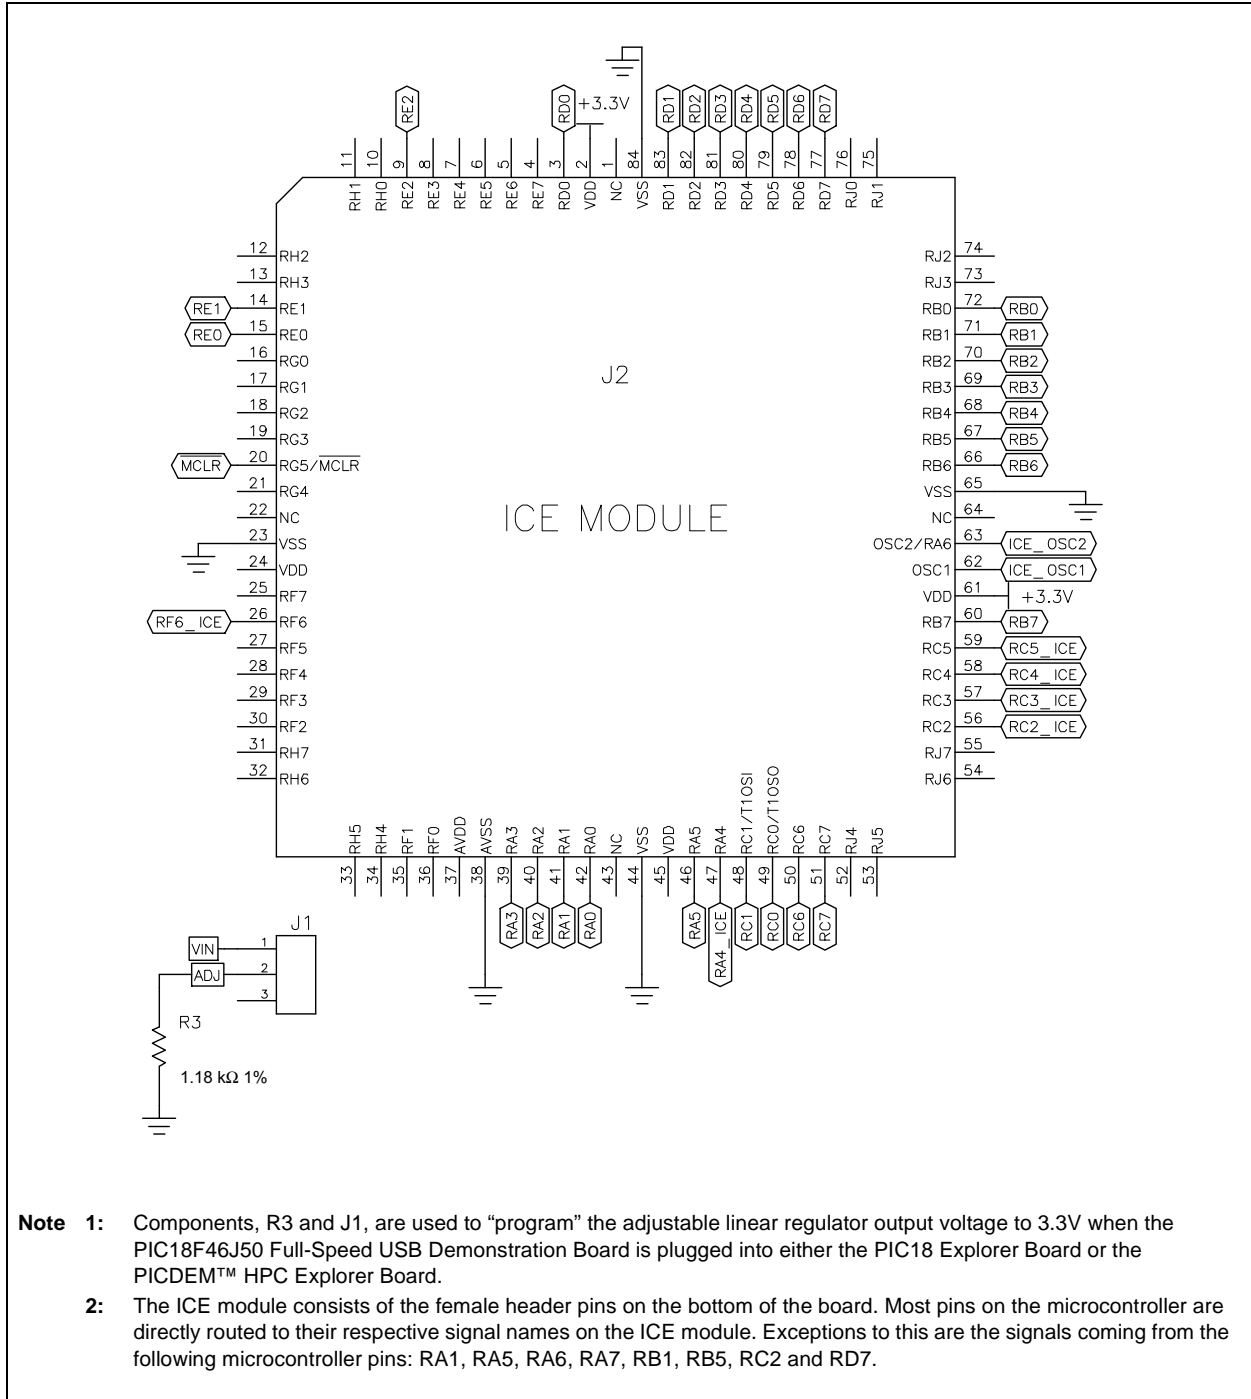 RE2
RD0
+3.3V
RD1
RD2
RD3
RD4
RD5
RD6
RD7
11
10
9
8
7
6
5
4
3
2
1
84
83
82
81
80
79
78
77
76
75
RH1
RH0
RE2
RE3
RE4
RE5
RE6
RE7
RD0
VDD
NC
VSS
RD1
RD2
RD3
RD4
RD5
RD6
RD7
RJ0
RJ1
12 RH2
13 RH3
RE1 14 RE1
RE0 15 RE0
16 RG0
17 RG1
18 RG2
19 RG3
MCLR 20 RG5/MCLR
21 RG4
22 NC
23 VSS
24 VDD
25 RF7
RF6_ICE 26 RF6
27 RF5
28 RF4
29 RF3
30 RF2
31 RH7
32 RH6
J2
ICE MODULE
RJ2 74
RJ3 73
RB0 72 RB0
RB1 71 RB1
RB2 70 RB2
RB3 69 RB3
RB4 68 RB4
RB5 67 RB5
RB6 66 RB6
VSS 65
NC 64
OSC2/RA6 63 ICE_OSC2
OSC1 62 ICE_OSC1
VDD 61 +3.3V
RB7 60 RB7
RC5 59 RC5_ICE
RC4 58 RC4_ICE
RC3 57 RC3_ICE
RC2 56 RC2_ICE
RJ7 55
RJ6 54
RH5
RH4
RF1
RF0
AVDD
AVSS
RA3
RA2
RA1
RA0
NC
VSS
VDD
RA5
RA4
RC1/T1OSI
RC0/T1OSO
RC6
RC7
RJ4
RJ5
33
34
35
36
37
38
39
40
41
42
43
44
45
46
47
48
49
50
51
52
53
RA3
RA2
RA1
RA0
RA5
RA4_ICE
RC1
RC0
RC6
RC7
J1
VIN 1
ADJ 2
3
R3
1.18 kΩ 1%
Note 1: Components, R3 and J1, are used to “program” the adjustable linear regulator output voltage to 3.3V when the
PIC18F46J50 Full-Speed USB Demonstration Board is plugged into either the PIC18 Explorer Board or the
PICDEM™ HPC Explorer Board.
2: The ICE module consists of the female header pins on the bottom of the board. Most pins on the microcontroller are
directly routed to their respective signal names on the ICE module. Exceptions to this are the signals coming from the
following microcontroller pins: RA1, RA5, RA6, RA7, RB1, RB5, RC2 and RD7.